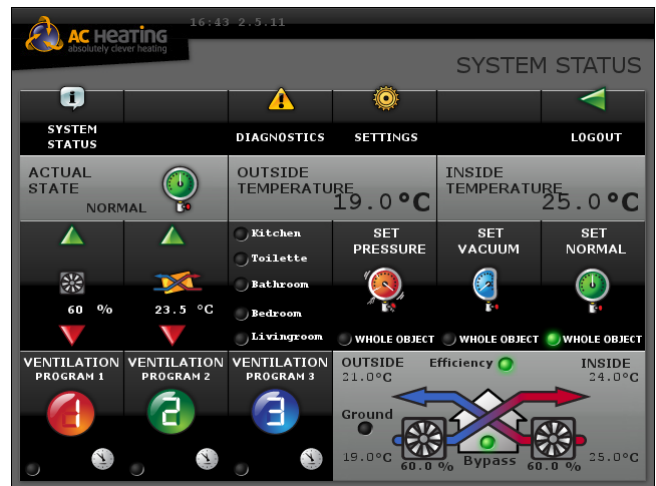 16:43 2.5.11
AC HEATING
absolutely clever heating
SYSTEM STATUS
SYSTEM
STATUS
DIAGNOSTICS
SETTINGS
LOGOUT
ACTUAL
STATE
NORMAL
OUTSIDE
TEMPERATURE
19.0 °C
INSIDE
TEMPERATURE
25.0 °C
60 %
23.5 °C
Kitchen
Toilette
Bathroom
Bedroom
Livingroom
SET
PRESSURE
WHOLE OBJECT
SET
VACUUM
WHOLE OBJECT
SET
NORMAL
WHOLE OBJECT
VENTILATION
PROGRAM 1
1
VENTILATION
PROGRAM 2
2
VENTILATION
PROGRAM 3
3
OUTSIDE
21.0°C
Efficiency
INSIDE
24.0°C
Ground
19.0°C
60.0 %
Bypass
60.0 %
25.0°C